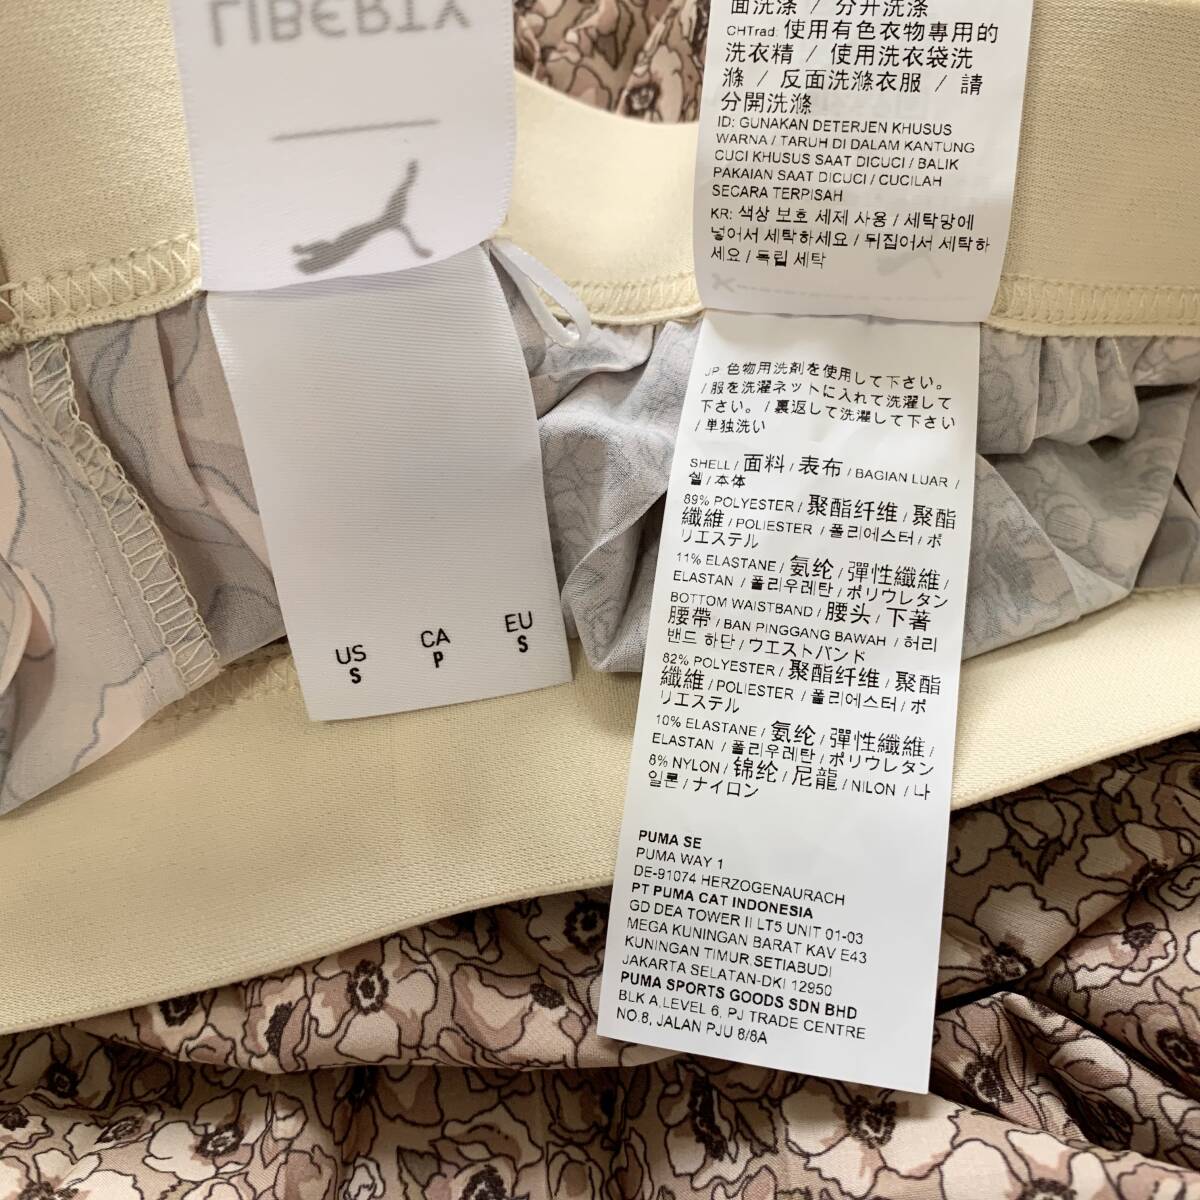 LIBERTY
US
S
CA
P
EU
S
面洗涤 / 分开洗涤
CHTrad: 使用有色衣物專用的
洗衣精 / 使用洗衣袋洗
滌 / 反面洗滌衣服 / 請
分開洗滌
ID: GUNAKAN DETERJEN KHUSUS
WARNA / TARUH DI DALAM KANTUNG
CUCI KHUSUS SAAT DICUCI / BALIK
PAKAIAN SAAT DICUCI / CUCILAH
SECARA TERPISAH
KR: 색상 보호 세제 사용 / 세탁망에
넣어서 세탁하세요 / 뒤집어서 세탁하
세요 / 독립 세탁
JP: 色物用洗剤を使用して下さい。
/ 服を洗濯ネットに入れて洗濯して
下さい。 / 裏返して洗濯して下さい
/ 単独洗い
SHELL / 面料 / 表布 / BAGIAN LUAR /
쉘 / 本体
89% POLYESTER / 聚酯纤维 / 聚酯
纖維 / POLIESTER / 폴리에스터 / ポ
リエステル
11% ELASTANE / 氨纶 / 彈性纖維 /
ELASTAN / 폴리우레탄 / ポリウレタン
BOTTOM WAISTBAND / 腰头 / 下著
腰帶 / BAN PINGGANG BAWAH / 허리
밴드 하단 / ウエストバンド
82% POLYESTER / 聚酯纤维 / 聚酯
纖維 / POLIESTER / 폴리에스터 / ポ
リエステル
10% ELASTANE / 氨纶 / 彈性纖維 /
ELASTAN / 폴리우레탄 / ポリウレタン
8% NYLON / 锦纶 / 尼龍 / NILON / 나
일론 / ナイロン
PUMA SE
PUMA WAY 1
DE-91074 HERZOGENAURACH
PT PUMA CAT INDONESIA
GD DEA TOWER II LT5 UNIT 01-03
MEGA KUNINGAN BARAT KAV E43
KUNINGAN TIMUR,SETIABUDI
JAKARTA SELATAN-DKI 12950
PUMA SPORTS GOODS SDN BHD
BLK A,LEVEL 6, PJ TRADE CENTRE
NO.8, JALAN PJU 8/8A